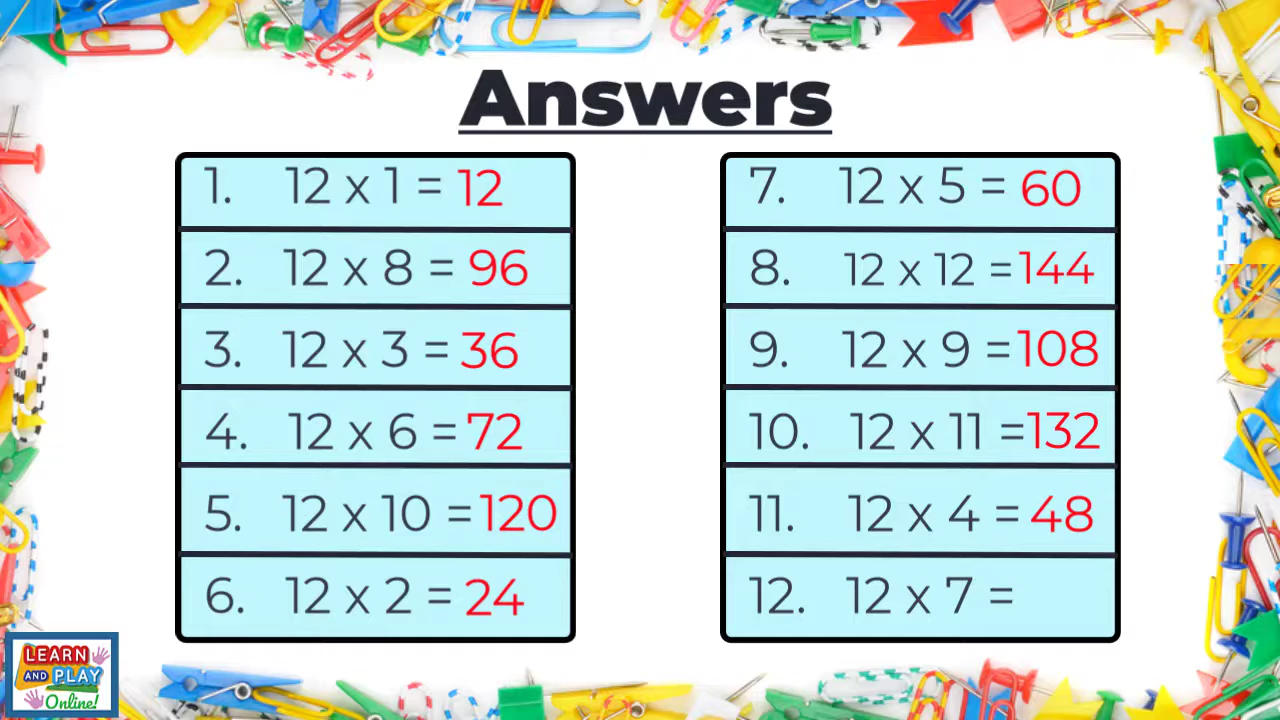 Answers
1. 12 x 1 = 12
2. 12 x 8 = 96
3. 12 x 3 = 36
4. 12 x 6 = 72
5. 12 x 10 = 120
6. 12 x 2 = 24
7. 12 x 5 = 60
8. 12 x 12 = 144
9. 12 x 9 = 108
10. 12 x 11 = 132
11. 12 x 4 = 48
12. 12 x 7 =
LEARN
AND PLAY
Online!